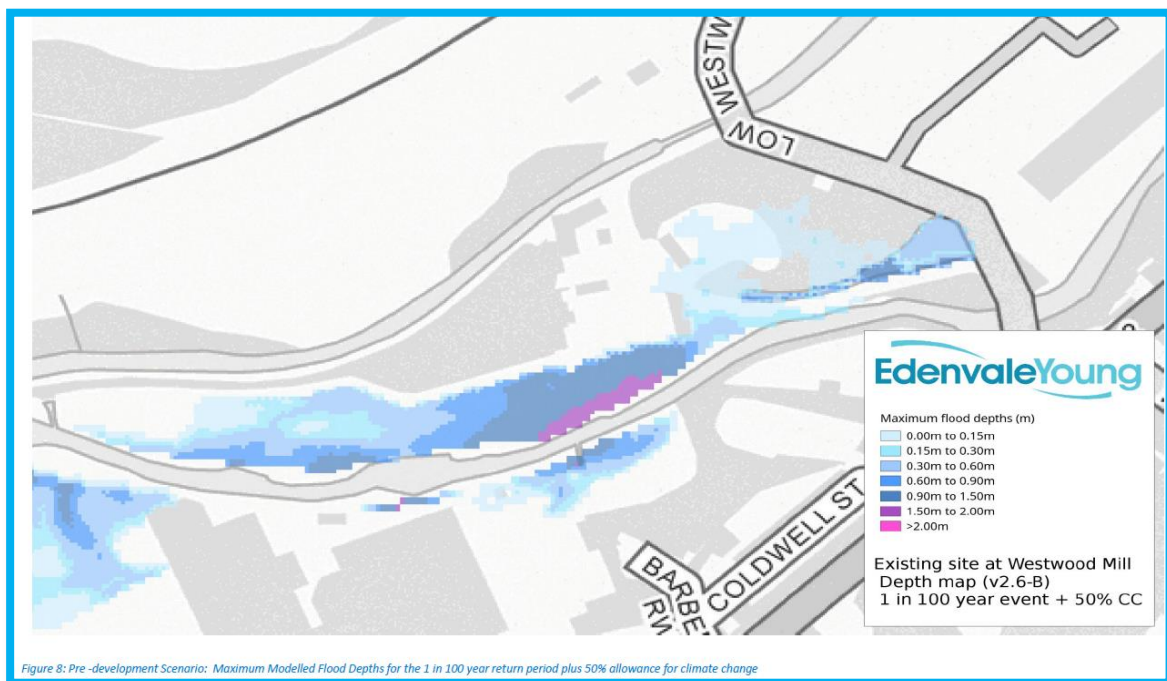 LOW WESTW
EdenvaleYoung
Maximum flood depths (m)
0.00m to 0.15m
0.15m to 0.30m
0.30m to 0.60m
0.60m to 0.90m
0.90m to 1.50m
1.50m to 2.00m
>2.00m
COLDWELL ST
BARBE
RW
Existing site at Westwood Mill
Depth map (v2.6-B)
1 in 100 year event + 50% CC
Figure 8: Pre -development Scenario: Maximum Modelled Flood Depths for the 1 in 100 year return period plus 50% allowance for climate change